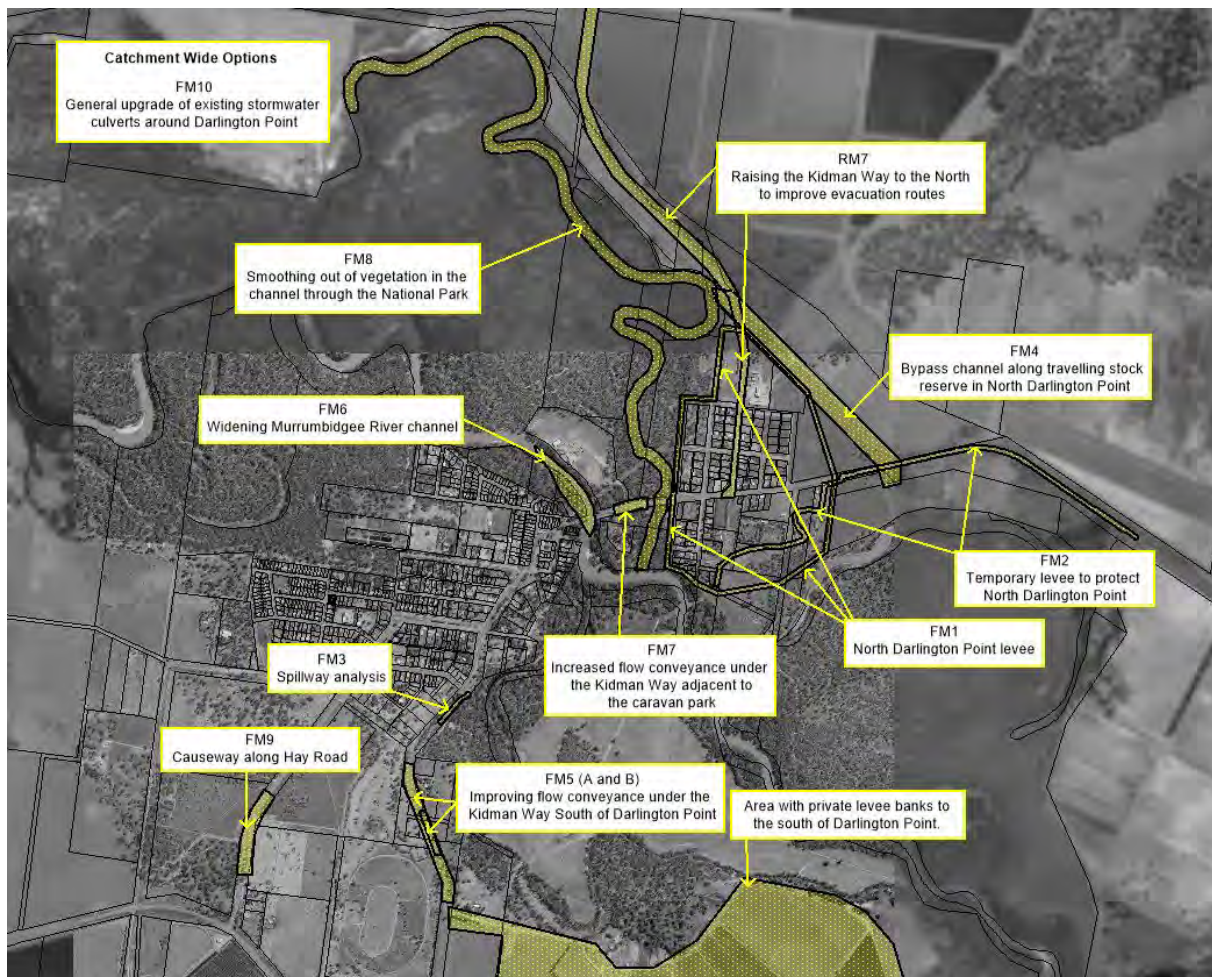 Catchment Wide Options
FM10
General upgrade of existing stormwater
culverts around Darlington Point
RM7
Raising the Kidman Way to the North
to improve evacuation routes
FM8
Smoothing out of vegetation in the
channel through the National Park
FM4
Bypass channel along travelling stock
reserve in North Darlington Point
FM6
Widening Murrumbidgee River channel
FM2
Temporary levee to protect
North Darlington Point
FM1
North Darlington Point levee
FM7
Increased flow conveyance under
the Kidman Way adjacent to
the caravan park
FM3
Spillway analysis
FM9
Causeway along Hay Road
FM5 (A and B)
Improving flow conveyance under the
Kidman Way South of Darlington Point
Area with private levee banks to
the south of Darlington Point.